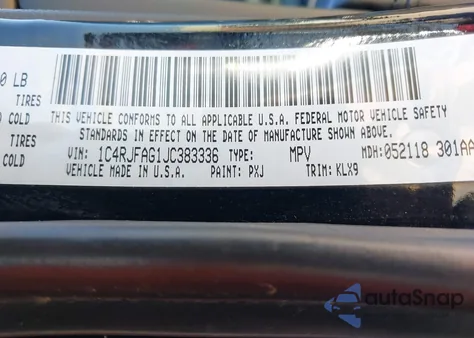 0 LB
TIRES
COLD
TIRES
COLD
THIS VEHICLE CONFORMS TO ALL APPLICABLE U.S.A. FEDERAL MOTOR VEHICLE SAFETY
STANDARDS IN EFFECT ON THE DATE OF MANUFACTURE SHOWN ABOVE.
VIN: 1C4RJFAG1JC383336 TYPE: MPV MDH: 052118 301AA
VEHICLE MADE IN U.S.A. PAINT: PXJ TRIM: KLX9
autoSnap